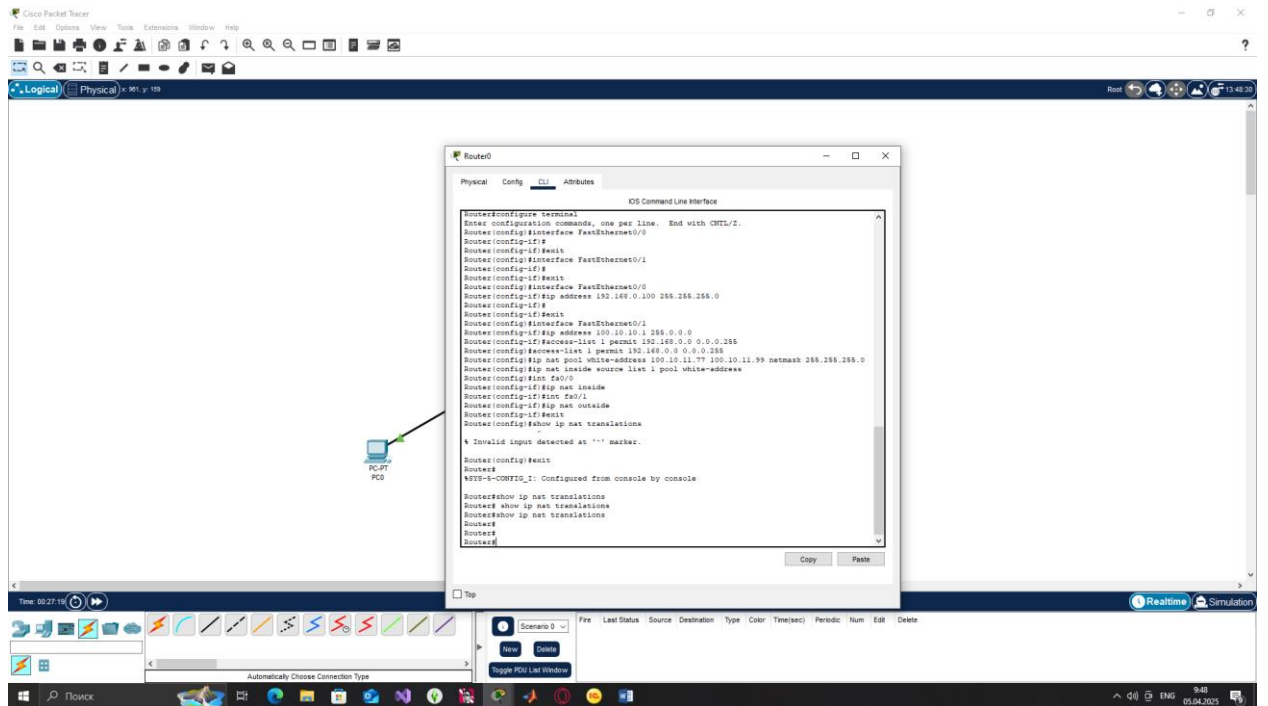 Cisco Packet Tracer
File Edit Options View Tools Extensions Window Help
?
Logical Physical x: 961, y: 159 Root 13:48:30
Router0
Physical Config CLI Attributes
IOS Command Line Interface
Router#configure terminal
Enter configuration commands, one per line. End with CNTL/Z.
Router(config)#interface FastEthernet0/0
Router(config-if)#
Router(config-if)#exit
Router(config)#interface FastEthernet0/1
Router(config-if)#
Router(config-if)#exit
Router(config)#interface FastEthernet0/0
Router(config-if)#ip address 192.168.0.100 255.255.255.0
Router(config-if)#
Router(config-if)#exit
Router(config)#interface FastEthernet0/1
Router(config-if)#ip address 100.10.10.1 255.0.0.0
Router(config-if)#access-list 1 permit 192.168.0.0 0.0.0.255
Router(config)#access-list 1 permit 192.168.0.0 0.0.0.255
Router(config)#ip nat pool white-address 100.10.11.77 100.10.11.99 netmask 255.255.255.0
Router(config)#ip nat inside source list 1 pool white-address
Router(config)#int fa0/0
Router(config-if)#ip nat inside
Router(config-if)#int fa0/1
Router(config-if)#ip nat outside
Router(config-if)#exit
Router(config)#show ip nat translations
^
% Invalid input detected at '^' marker.
Router(config)#exit
Router#
%SYS-5-CONFIG_I: Configured from console by console
Router#show ip nat translations
Router# show ip nat translations
Router#show ip nat translations
Router#
Router#
Router#
Copy Paste
Top
PC-PT
PC0
Time: 00:27:19 Realtime Simulation
Scenario 0 Fire Last Status Source Destination Type Color Time(sec) Periodic Num Edit Delete
New Delete
Toggle PDU List Window
Automatically Choose Connection Type
Поиск ENG 9:48
05.04.2025